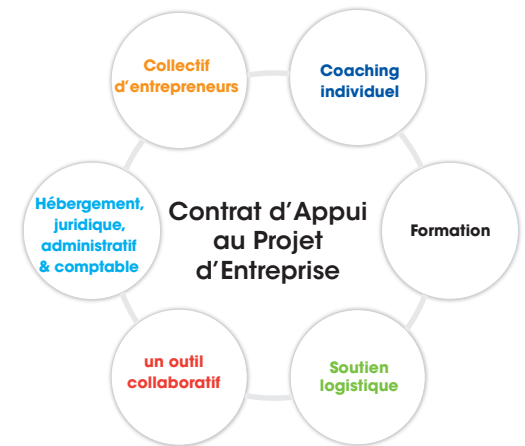 Collectif
d'entrepreneurs
Coaching
individuel
Hébergement,
juridique,
administratif
& comptable
Contrat d'Appui
au Projet
d'Entreprise
Formation
un outil
collaboratif
Soutien
logistique